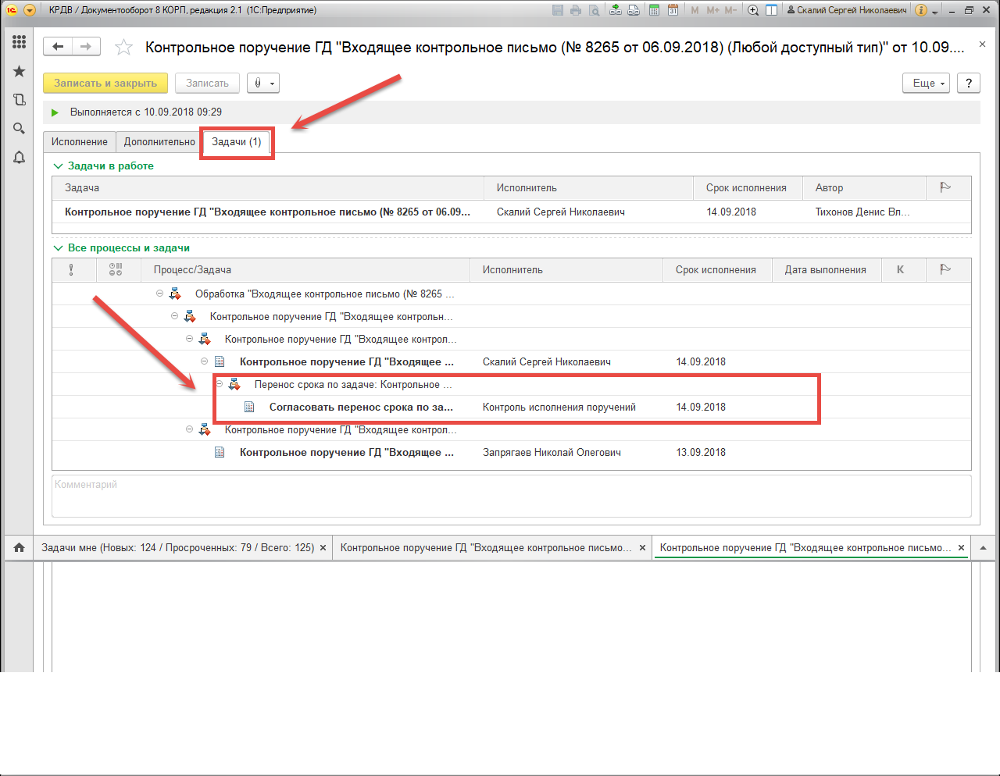 КРДВ / Документооборот 8 КОРП, редакция 2.1 (1С:Предприятие)
31 M M+ M- Скалий Сергей Николаевич
Контрольное поручение ГД "Входящее контрольное письмо (№ 8265 от 06.09.2018) (Любой доступный тип)" от 10.09....
Записать и закрыть Записать Еще ?
Выполняется с 10.09.2018 09:29
Исполнение Дополнительно Задачи (1)
Задачи в работе
Задача Исполнитель Срок исполнения Автор
Контрольное поручение ГД "Входящее контрольное письмо (№ 8265 от 06.09... Скалий Сергей Николаевич 14.09.2018 Тихонов Денис Вл...
Все процессы и задачи
Процесс/Задача Исполнитель Срок исполнения Дата выполнения К
Обработка "Входящее контрольное письмо (№ 8265 ...
Контрольное поручение ГД "Входящее контрольн...
Контрольное поручение ГД "Входящее контрол...
Контрольное поручение ГД "Входящее ... Скалий Сергей Николаевич 14.09.2018
Перенос срока по задаче: Контрольное ...
Согласовать перенос срока по за... Контроль исполнения поручений 14.09.2018
Контрольное поручение ГД "Входящее контрол...
Контрольное поручение ГД "Входящее ... Запрягаев Николай Олегович 13.09.2018
Комментарий
Задачи мне (Новых: 124 / Просроченных: 79 / Всего: 125) Контрольное поручение ГД "Входящее контрольное письмо... Контрольное поручение ГД "Входящее контрольное письмо...